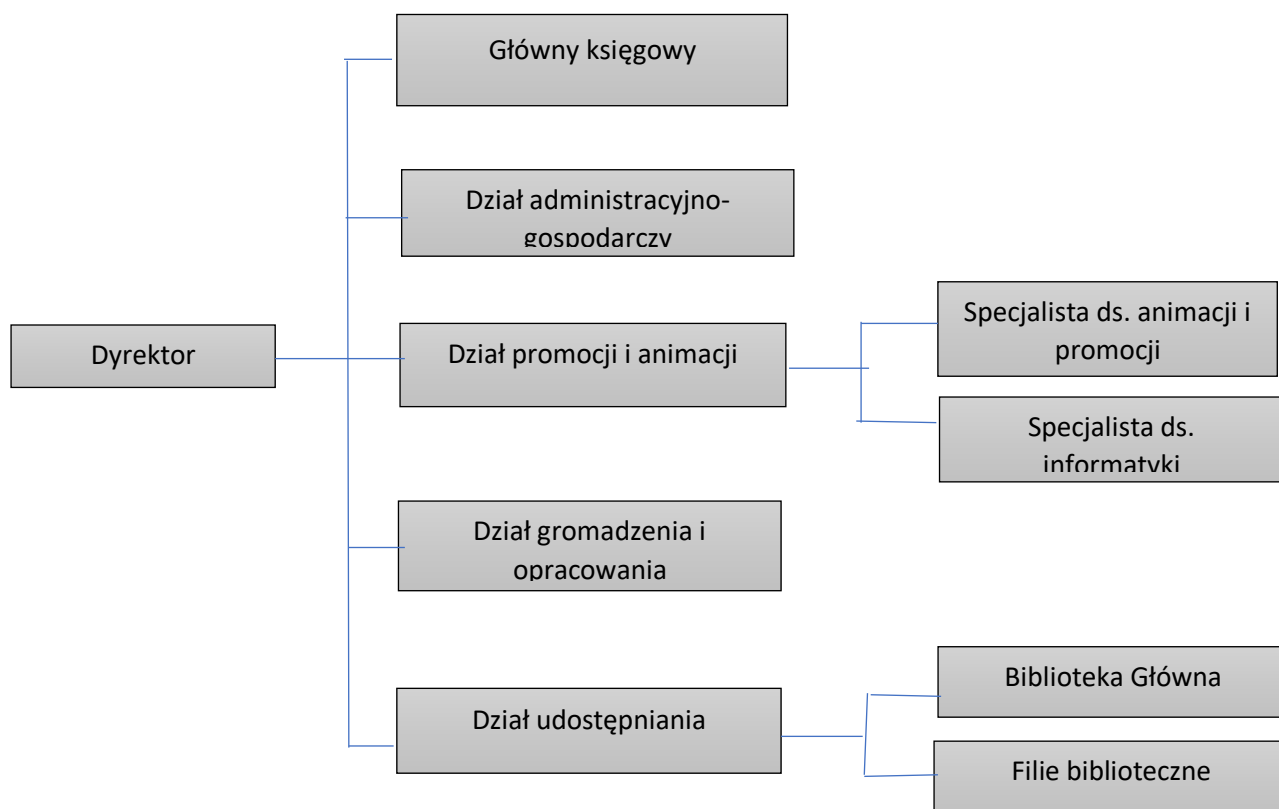 Główny księgowy
Dział administracyjno-
gospodarczy
Dyrektor
Dział promocji i animacji
Specjalista ds. animacji i
promocji
Specjalista ds.
informatyki
Dział gromadzenia i
opracowania
Dział udostępniania
Biblioteka Główna
Filie biblioteczne